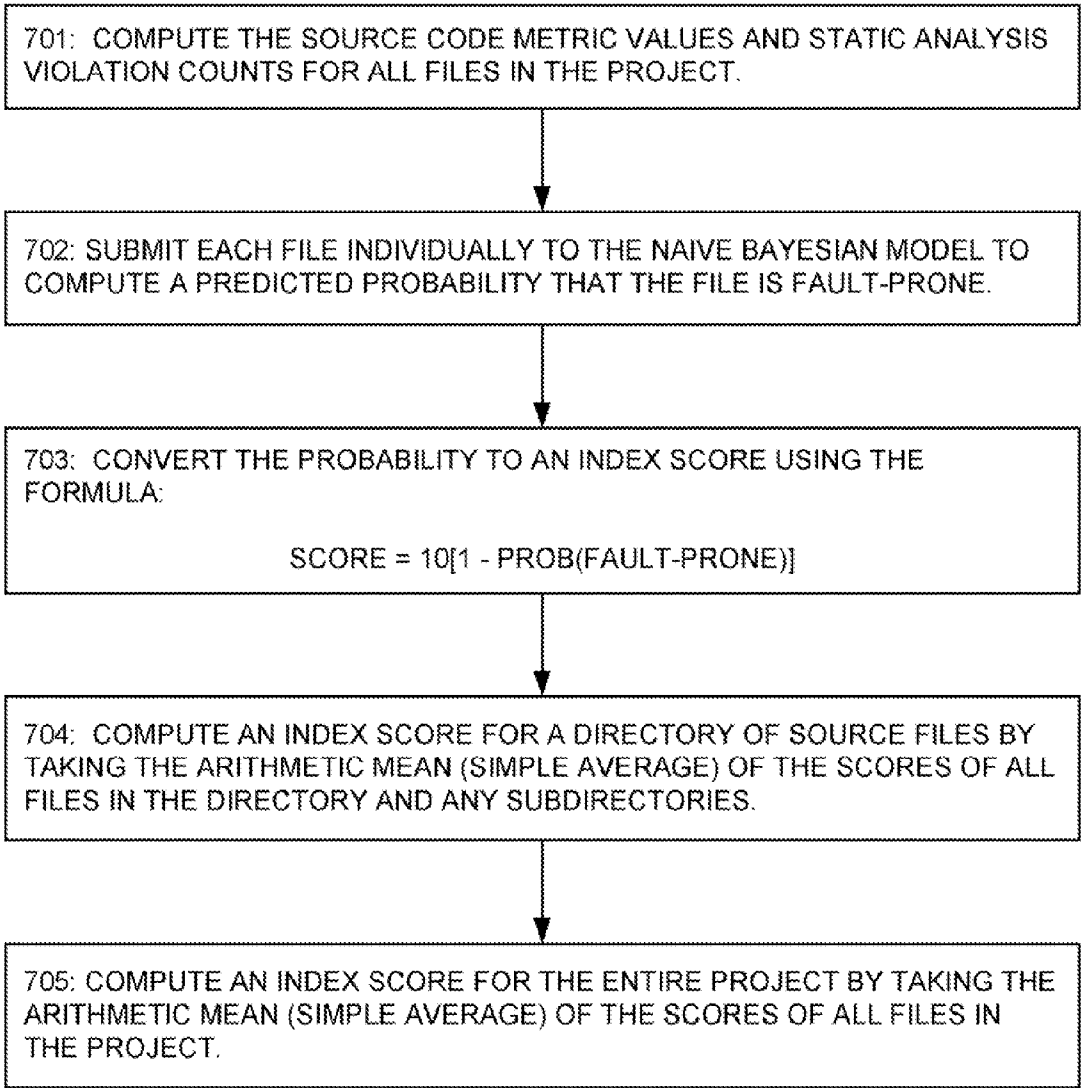 701: COMPUTE THE SOURCE CODE METRIC VALUES AND STATIC ANALYSIS
VIOLATION COUNTS FOR ALL FILES IN THE PROJECT.
702: SUBMIT EACH FILE INDIVIDUALLY TO THE NAIVE BAYESIAN MODEL TO
COMPUTE A PREDICTED PROBABILITY THAT THE FILE IS FAULT-PRONE.
703: CONVERT THE PROBABILITY TO AN INDEX SCORE USING THE
FORMULA:
SCORE = 10[1 - PROB(FAULT-PRONE)]
704: COMPUTE AN INDEX SCORE FOR A DIRECTORY OF SOURCE FILES BY
TAKING THE ARITHMETIC MEAN (SIMPLE AVERAGE) OF THE SCORES OF ALL
FILES IN THE DIRECTORY AND ANY SUBDIRECTORIES.
705: COMPUTE AN INDEX SCORE FOR THE ENTIRE PROJECT BY TAKING THE
ARITHMETIC MEAN (SIMPLE AVERAGE) OF THE SCORES OF ALL FILES IN
THE PROJECT.